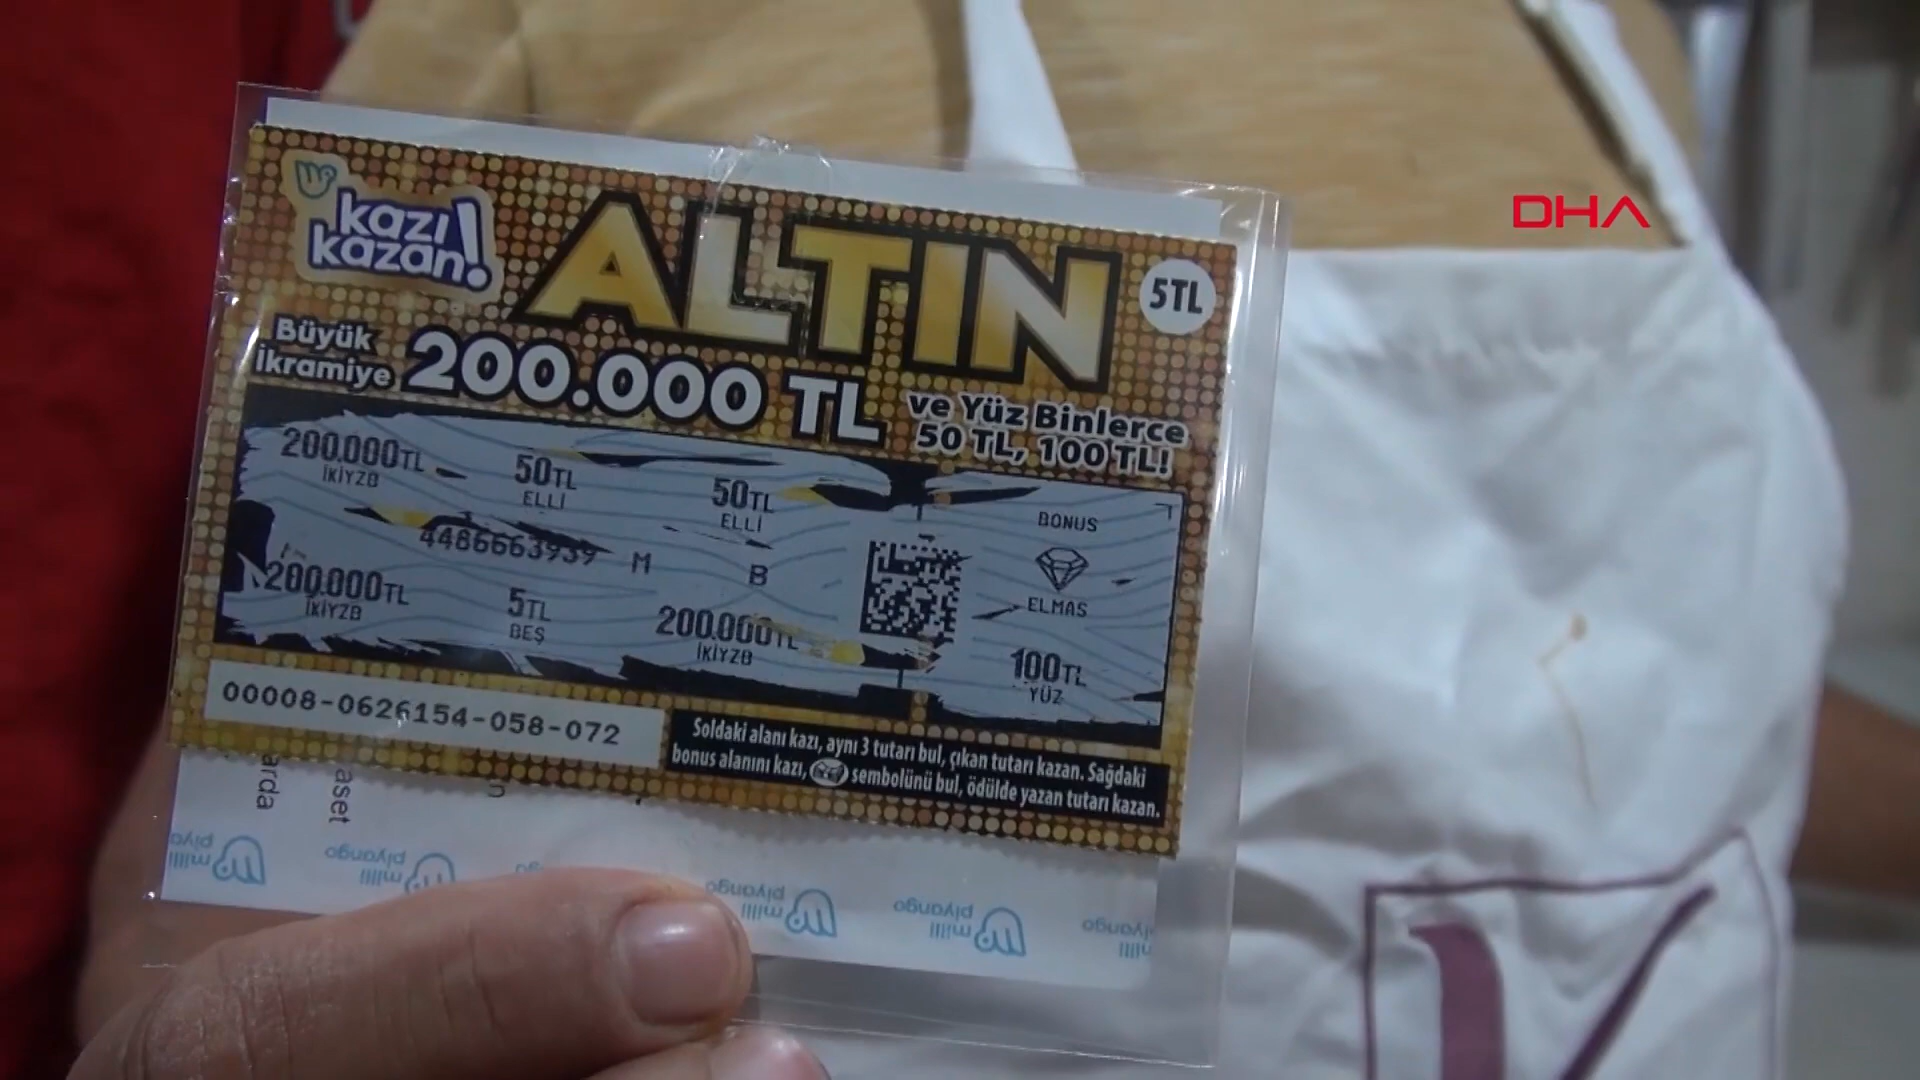 DHA
kazı
kazan!
ALTIN
5TL
Büyük
İkramiye
200.000 TL
ve Yüz Binlerce
50 TL, 100 TL!
200.000TL
İKİYZB
50TL
ELLİ
50TL
ELLİ
BONUS
4486663939
M
B
ELMAS
200.000TL
İKİYZB
5TL
BEŞ
200.000TL
İKİYZB
100TL
YÜZ
00008-0626154-058-072
Soldaki alanı kazı, aynı 3 tutarı bul, çıkan tutarı kazan. Sağdaki
bonus alanını kazı, sembolünü bul, ödülde yazan tutarı kazan.
milli
piyango
milli
piyango
milli
piyango